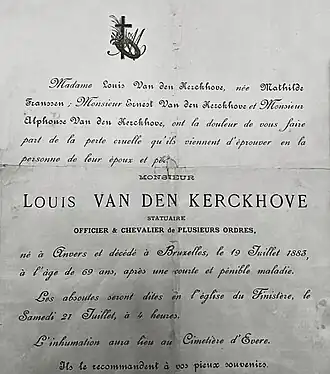 Madame Louis Van den Kerckhove, née Mathilde
Franssen; Monsieur Ernest Van den Kerckhove et Monsieur
Alphonse Van den Kerckhove, ont la douleur de vous faire
part de la perte cruelle qu'ils viennent d'éprouver en la
personne de leur époux et père
MONSIEUR
LOUIS VAN DEN KERCKHOVE
STATUAIRE
OFFICIER & CHEVALIER de PLUSIEURS ORDRES,
né à Anvers et décédé à Bruxelles, le 19 Juillet 1883,
à l'âge de 69 ans, après une courte et pénible maladie.
Les absoutes seront dites en l'église du Finistère, le
Samedi 21 Juillet, à 4 heures.
L'inhumation aura lieu au Cimetière d'Evere.
Ils le recommandent à vos pieux souvenirs.